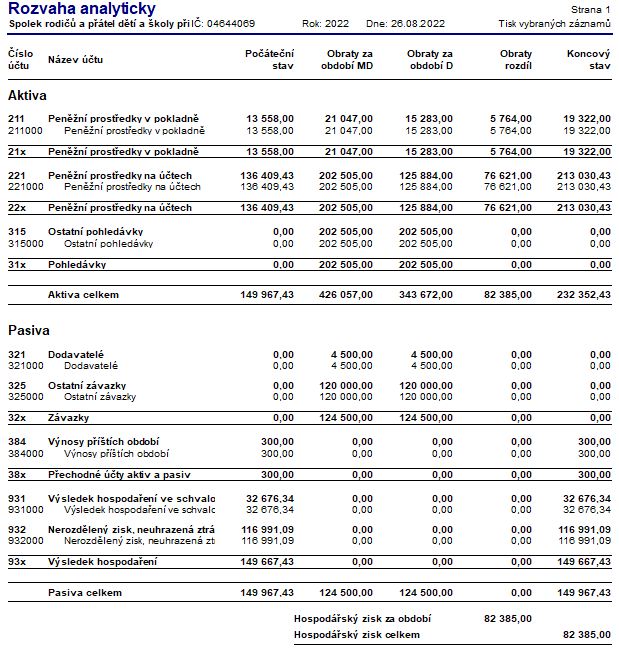 Rozvaha analyticky
Strana 1
Spolek rodičů a přátel dětí a školy při IČ: 04644069 Rok: 2022 Dne: 26.08.2022 Tisk vybraných záznamů
Číslo účtu Název účtu Počáteční stav Obraty za období MD Obraty za období D Obraty rozdíl Koncový stav
Aktiva
211 Peněžní prostředky v pokladně 13 558,00 21 047,00 15 283,00 5 764,00 19 322,00
211000 Peněžní prostředky v pokladně 13 558,00 21 047,00 15 283,00 5 764,00 19 322,00
21x Peněžní prostředky v pokladně 13 558,00 21 047,00 15 283,00 5 764,00 19 322,00
221 Peněžní prostředky na účtech 136 409,43 202 505,00 125 884,00 76 621,00 213 030,43
221000 Peněžní prostředky na účtech 136 409,43 202 505,00 125 884,00 76 621,00 213 030,43
22x Peněžní prostředky na účtech 136 409,43 202 505,00 125 884,00 76 621,00 213 030,43
315 Ostatní pohledávky 0,00 202 505,00 202 505,00 0,00 0,00
315000 Ostatní pohledávky 0,00 202 505,00 202 505,00 0,00 0,00
31x Pohledávky 0,00 202 505,00 202 505,00 0,00 0,00
Aktiva celkem 149 967,43 426 057,00 343 672,00 82 385,00 232 352,43
Pasiva
321 Dodavatelé 0,00 4 500,00 4 500,00 0,00 0,00
321000 Dodavatelé 0,00 4 500,00 4 500,00 0,00 0,00
325 Ostatní závazky 0,00 120 000,00 120 000,00 0,00 0,00
325000 Ostatní závazky 0,00 120 000,00 120 000,00 0,00 0,00
32x Závazky 0,00 124 500,00 124 500,00 0,00 0,00
384 Výnosy příštích období 300,00 0,00 0,00 0,00 300,00
384000 Výnosy příštích období 300,00 0,00 0,00 0,00 300,00
38x Přechodné účty aktiv a pasiv 300,00 0,00 0,00 0,00 300,00
931 Výsledek hospodaření ve schvalo 32 676,34 0,00 0,00 0,00 32 676,34
931000 Výsledek hospodaření ve schvalc 32 676,34 0,00 0,00 0,00 32 676,34
932 Nerozdělený zisk, neuhrazená ztrá 116 991,09 0,00 0,00 0,00 116 991,09
932000 Nerozdělený zisk, neuhrazená zti 116 991,09 0,00 0,00 0,00 116 991,09
93x Výsledek hospodaření 149 667,43 0,00 0,00 0,00 149 667,43
Pasiva celkem 149 967,43 124 500,00 124 500,00 0,00 149 967,43
Hospodářský zisk za období 82 385,00
Hospodářský zisk celkem 82 385,00